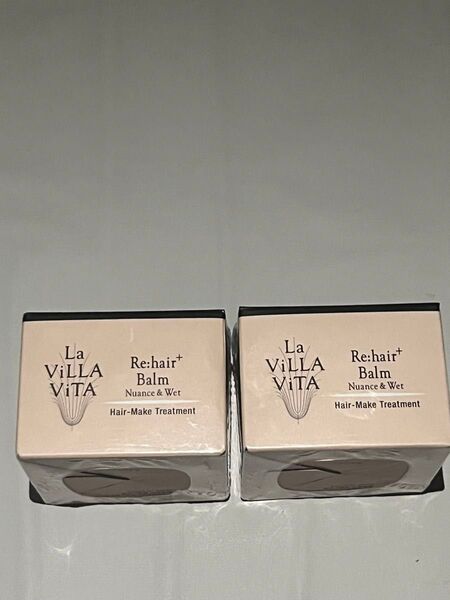 La
ViLLA
ViTA
Re:hair+
Balm
Nuance & Wet
Hair-Make Treatment
La
ViLLA
ViTA
Re:hair+
Balm
Nuance & Wet
Hair-Make Treatment